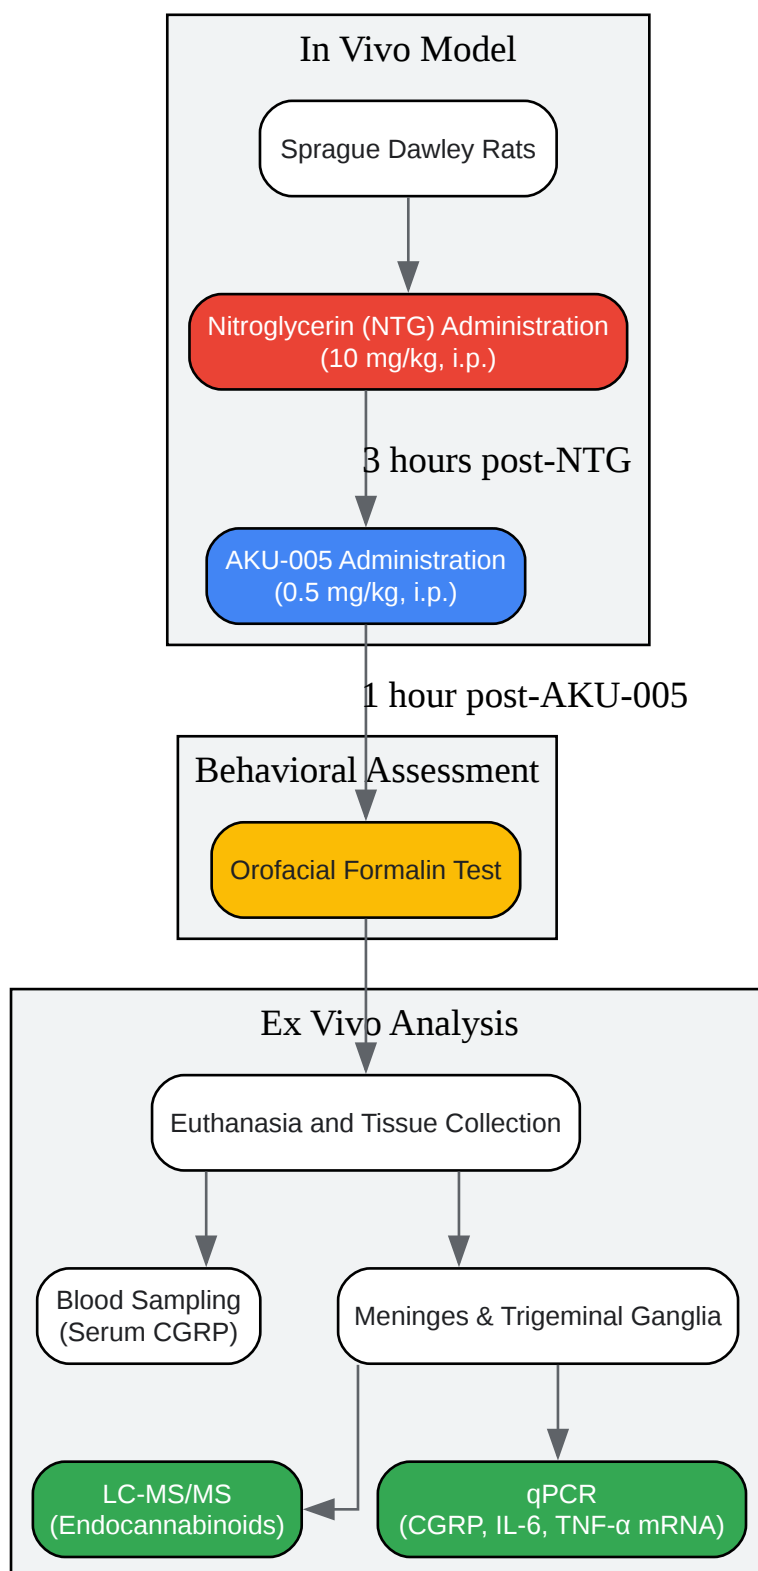 In Vivo Model
Sprague Dawley Rats
Nitroglycerin (NTG) Administration
(10 mg/kg, i.p.)
3 hours post-NTG
AKU-005 Administration
(0.5 mg/kg, i.p.)
1 hour post-AKU-005
Behavioral Assessment
Orofacial Formalin Test
Ex Vivo Analysis
Euthanasia and Tissue Collection
Blood Sampling
(Serum CGRP)
Meninges & Trigeminal Ganglia
LC-MS/MS
(Endocannabinoids)
qPCR
(CGRP, IL-6, TNF-α mRNA)